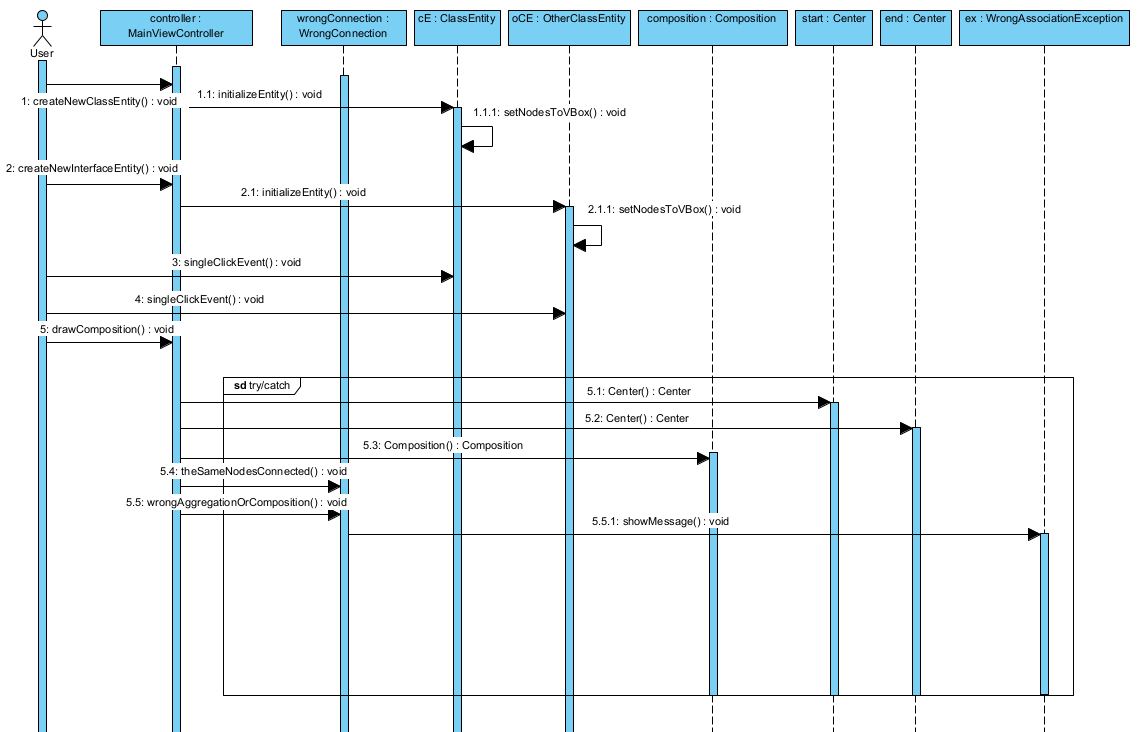 User
controller :
MainViewController
wrongConnection :
WrongConnection
cE : ClassEntity
oCE : OtherClassEntity
composition : Composition
start : Center
end : Center
ex : WrongAssociationException
1: createNewClassEntity() : void
1.1: initializeEntity() : void
1.1.1: setNodesToVBox() : void
2: createNewInterfaceEntity() : void
2.1: initializeEntity() : void
2.1.1: setNodesToVBox() : void
3: singleClickEvent() : void
4: singleClickEvent() : void
5: drawComposition() : void
sd try/catch
5.1: Center() : Center
5.2: Center() : Center
5.3: Composition() : Composition
5.4: theSameNodesConnected() : void
5.5: wrongAggregationOrComposition() : void
5.5.1: showMessage() : void